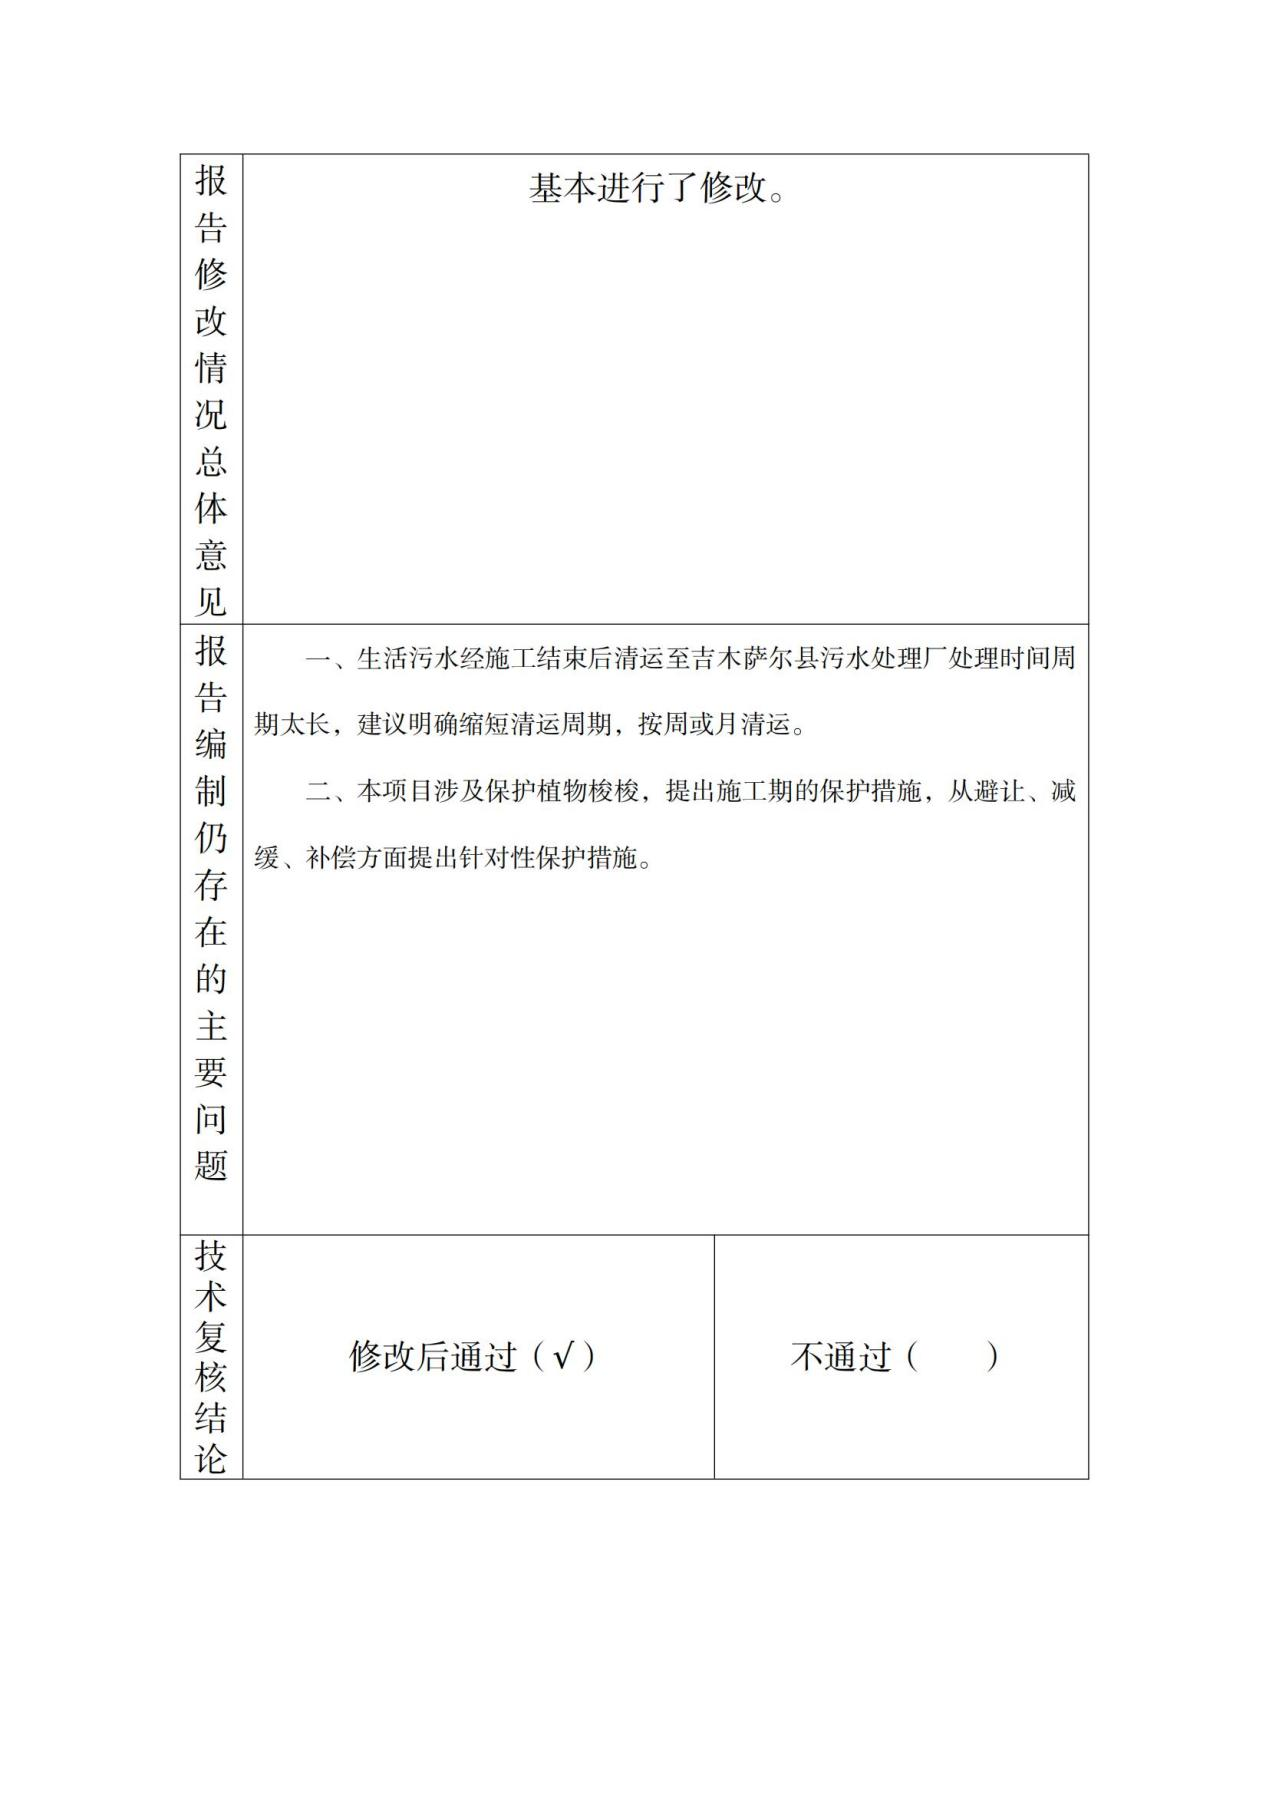 报告修改情况总体意见
基本进行了修改。
报告编制仍存在的主要问题
一、生活污水经施工结束后清运至吉木萨尔县污水处理厂处理时间周
期太长，建议明确缩短清运周期，按周或月清运。
二、本项目涉及保护植物梭梭，提出施工期的保护措施，从避让、减
缓、补偿方面提出针对性保护措施。
技术复核结论
修改后通过（√）
不通过（　　）